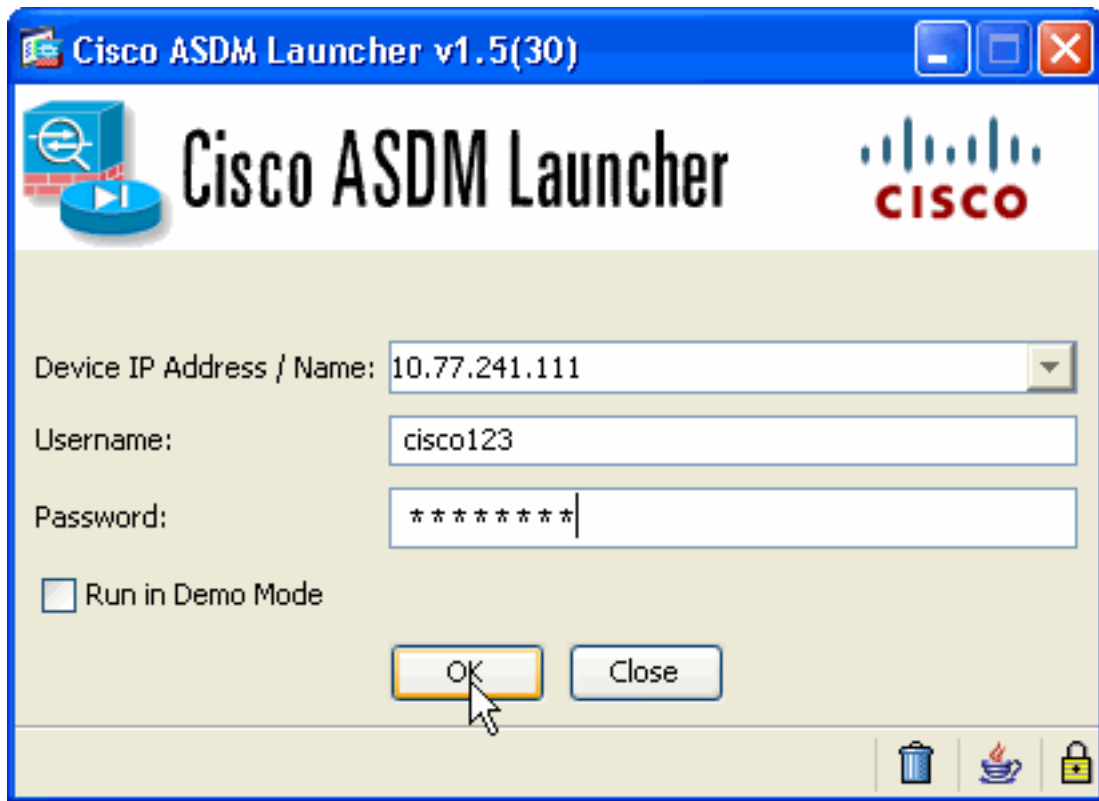 Cisco ASDM Launcher v1.5(30)
Cisco ASDM Launcher
CISCO
Device IP Address / Name: 10.77.241.111
Username: cisco123
Password: ********
Run in Demo Mode
OK Close